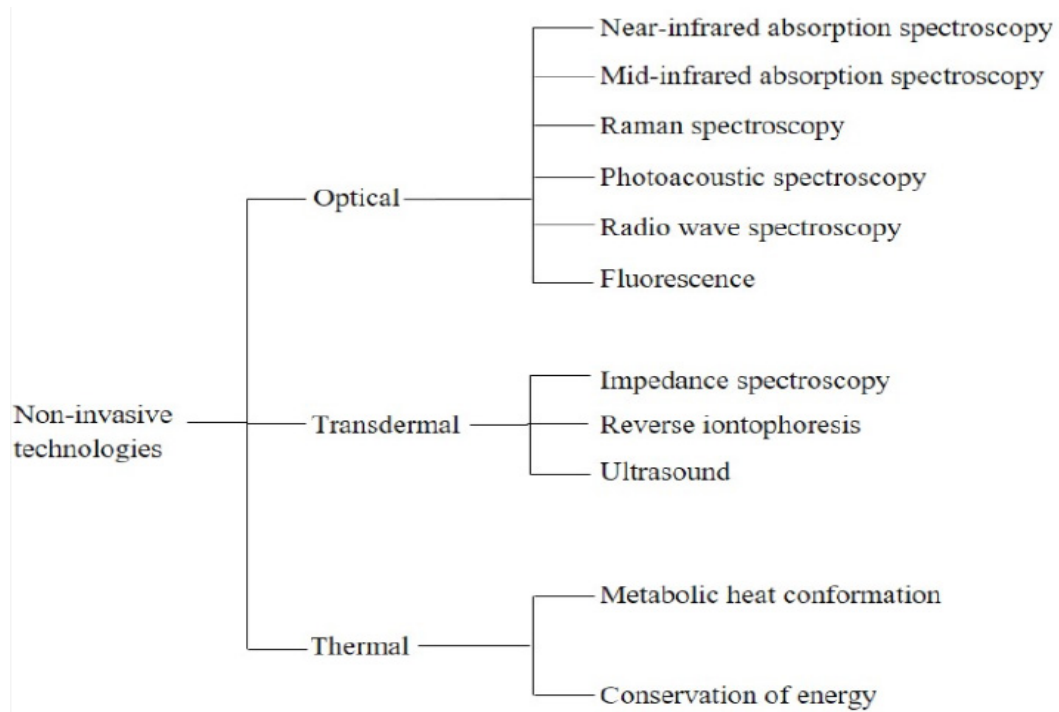 Near-infrared absorption spectroscopy
Mid-infrared absorption spectroscopy
Raman spectroscopy
Optical
Photoacoustic spectroscopy
Radio wave spectroscopy
Fluorescence
Non-invasive
technologies
Transdermal
Impedance spectroscopy
Reverse iontophoresis
Ultrasound
Thermal
Metabolic heat conformation
Conservation of energy